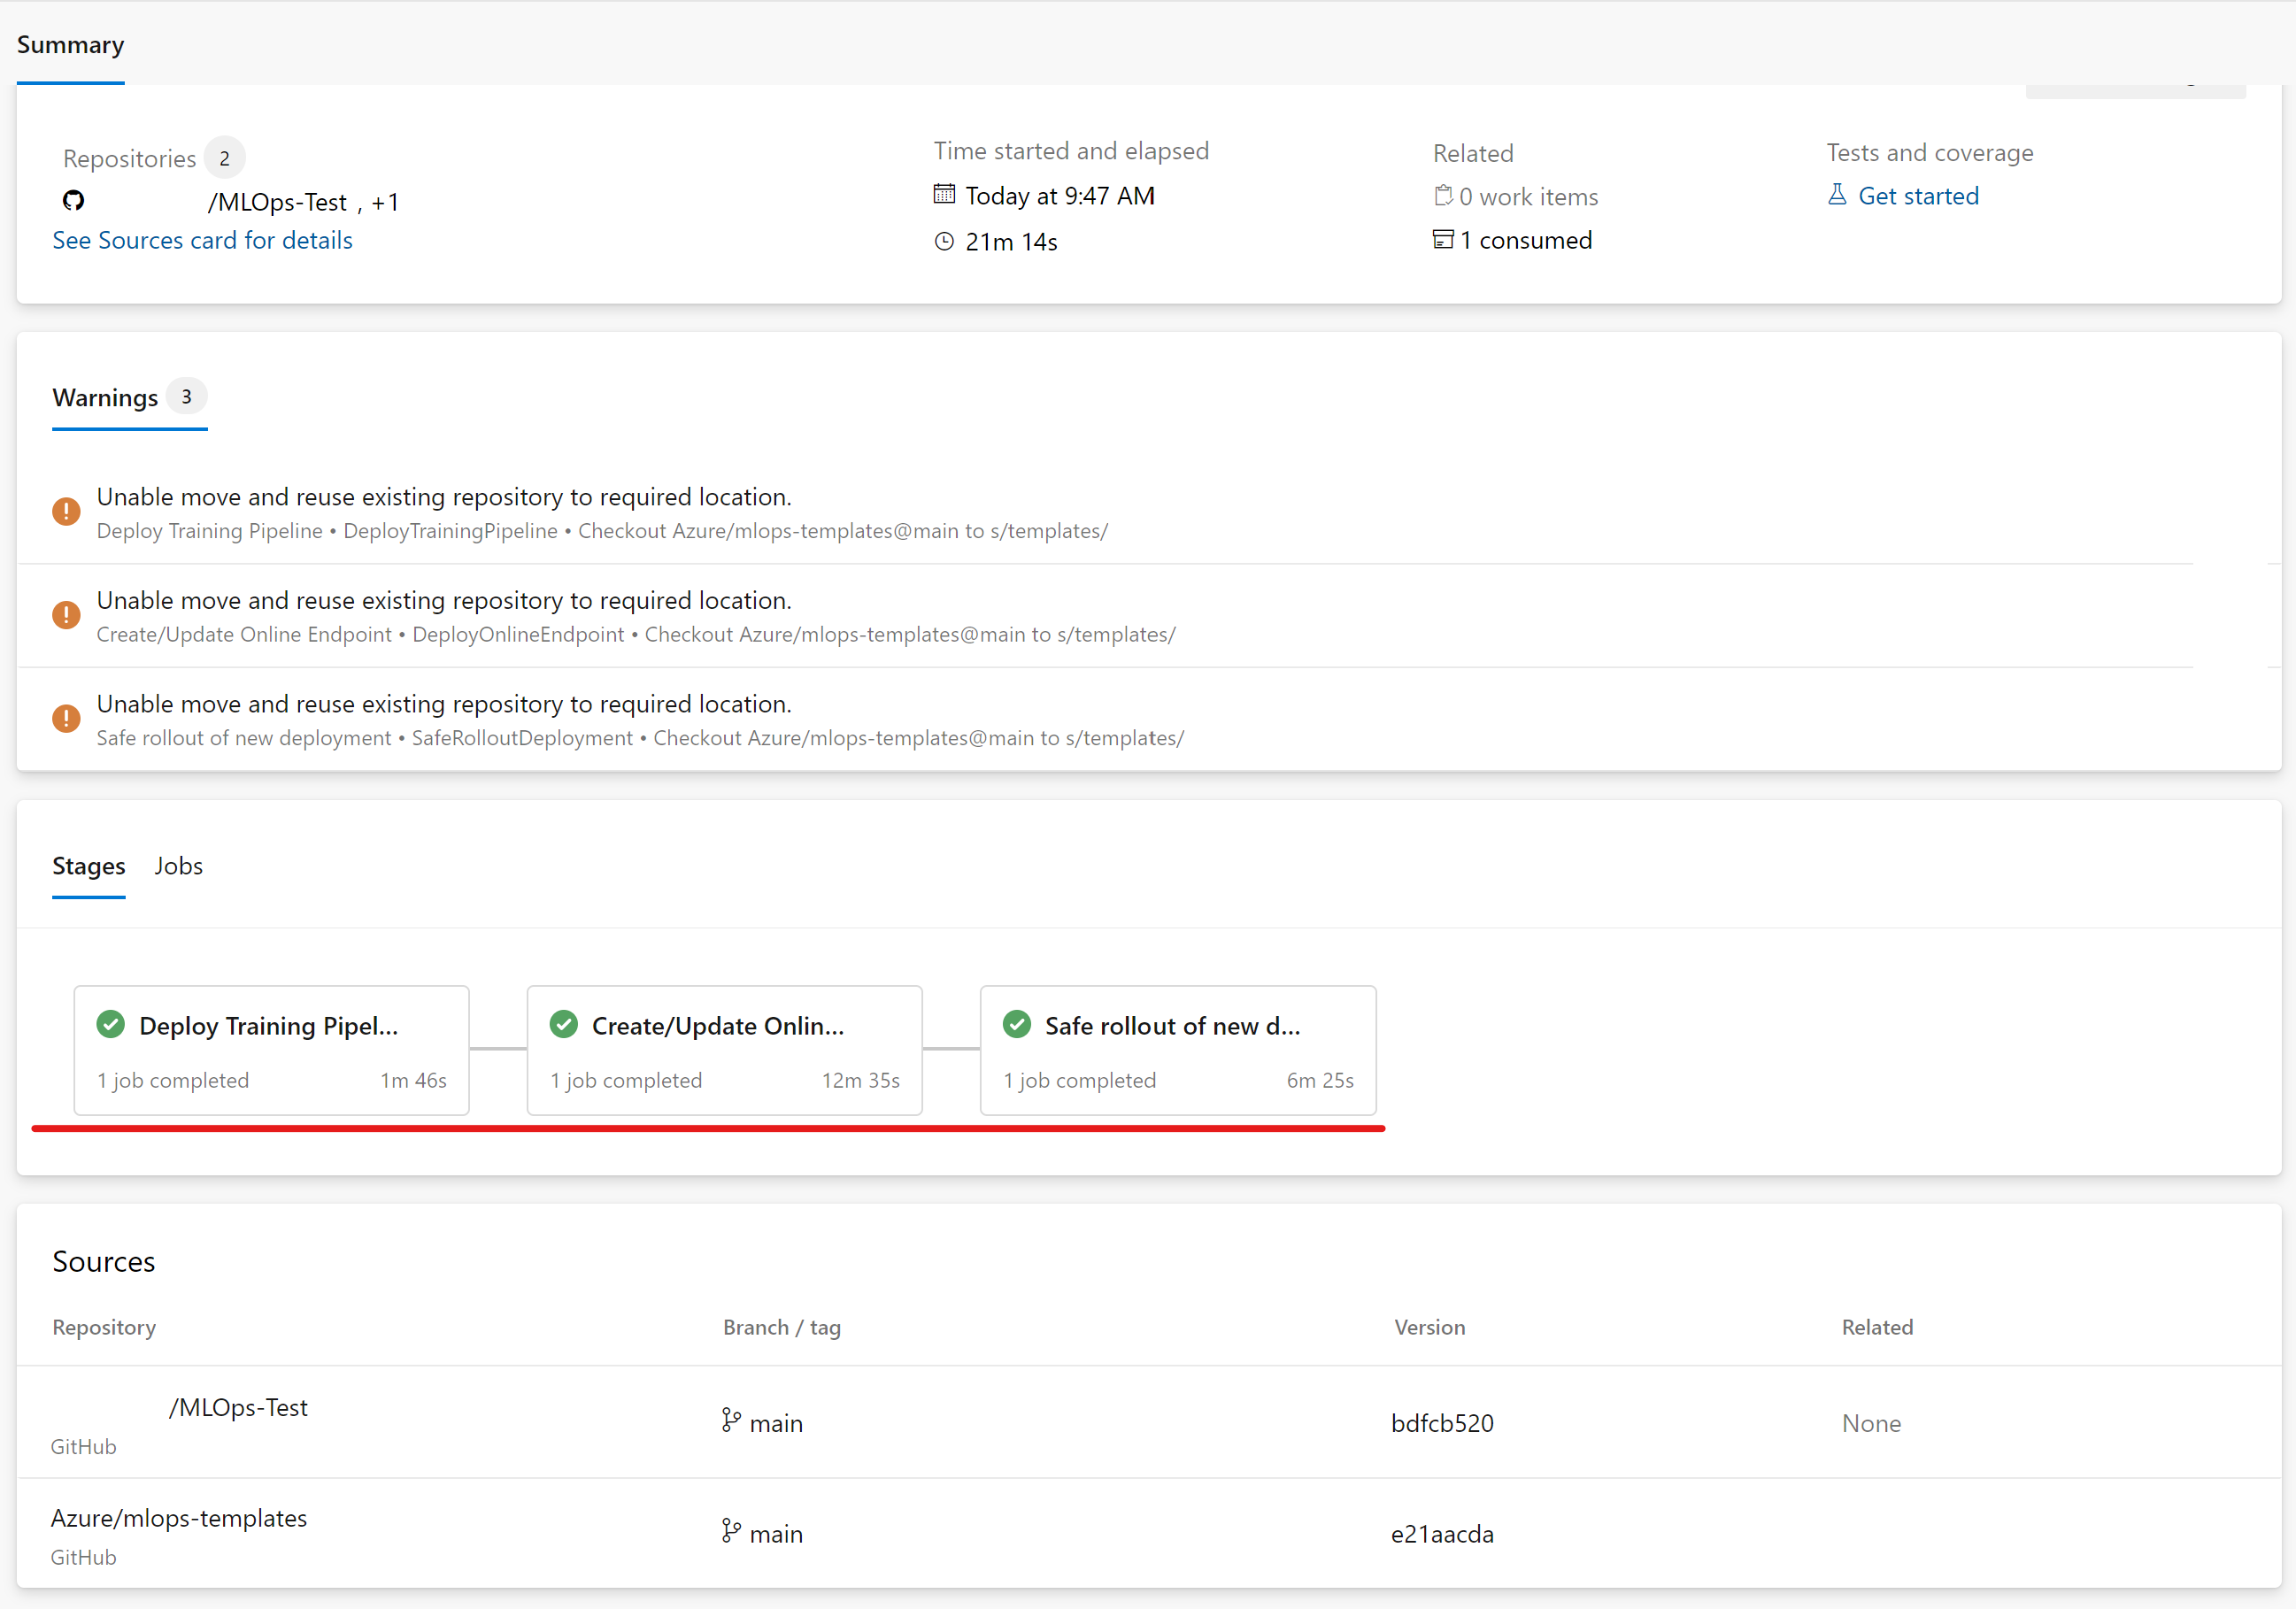 Summary
Repositories 2
/MLOps-Test , +1
See Sources card for details
Time started and elapsed
Today at 9:47 AM
21m 14s
Related
0 work items
1 consumed
Tests and coverage
Get started
Warnings 3
Unable move and reuse existing repository to required location.
Deploy Training Pipeline • DeployTrainingPipeline • Checkout Azure/mlops-templates@main to s/templates/
Unable move and reuse existing repository to required location.
Create/Update Online Endpoint • DeployOnlineEndpoint • Checkout Azure/mlops-templates@main to s/templates/
Unable move and reuse existing repository to required location.
Safe rollout of new deployment • SafeRolloutDeployment • Checkout Azure/mlops-templates@main to s/templates/
Stages Jobs
Deploy Training Pipel...
1 job completed 1m 46s
Create/Update Onlin...
1 job completed 12m 35s
Safe rollout of new d...
1 job completed 6m 25s
Sources
Repository Branch / tag Version Related
/MLOps-Test
GitHub
main
bdfcb520
None
Azure/mlops-templates
GitHub
main
e21aacda